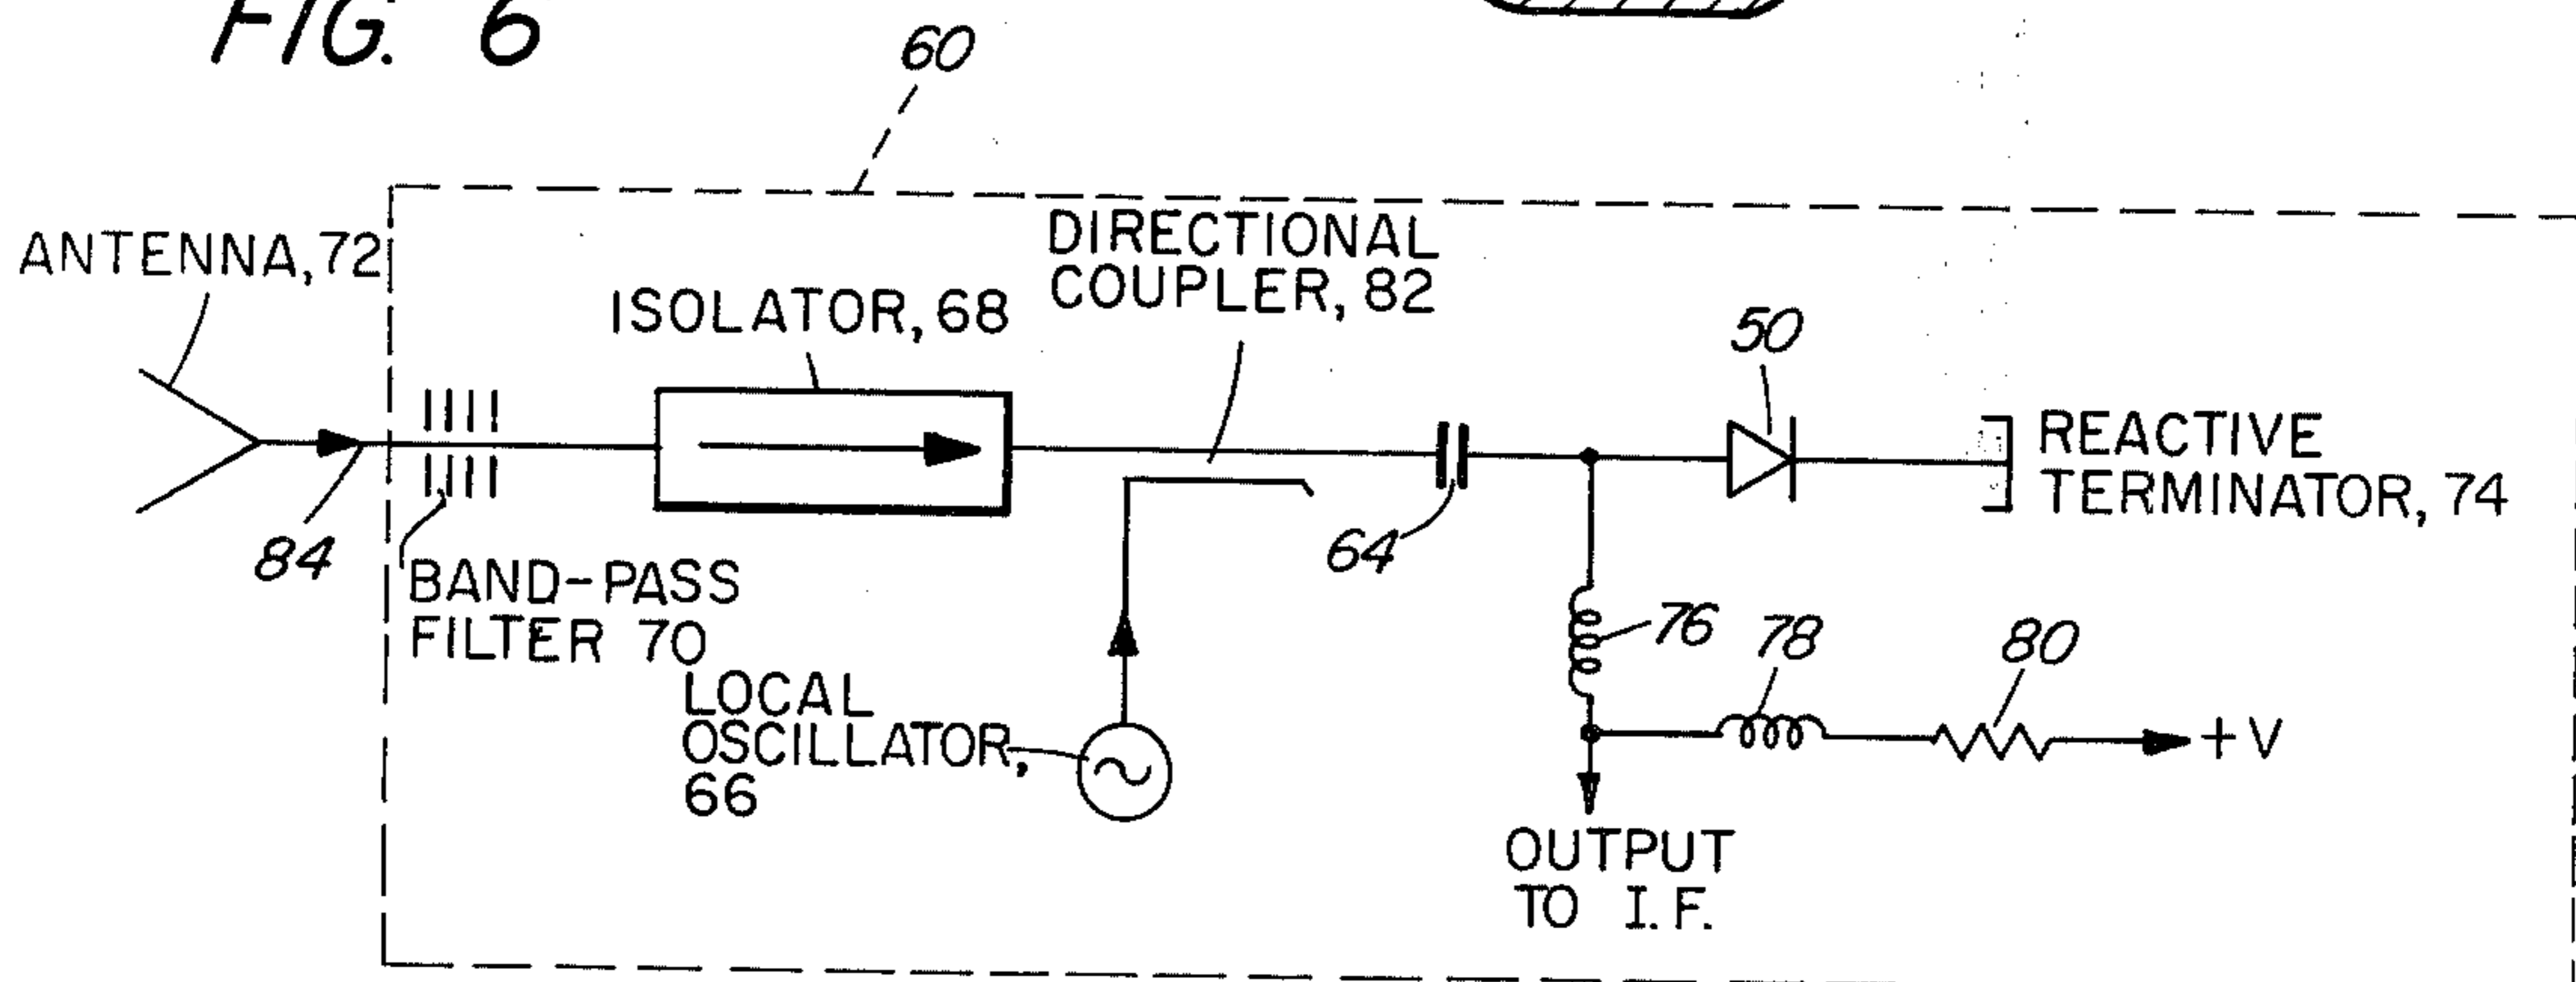 FIG. 6
60
ANTENNA, 72
DIRECTIONAL
COUPLER, 82
ISOLATOR, 68
50
REACTIVE
TERMINATOR, 74
84
64
BAND-PASS
FILTER 70
76
78
80
LOCAL
OSCILLATOR,
66
+V
OUTPUT
TO I.F.